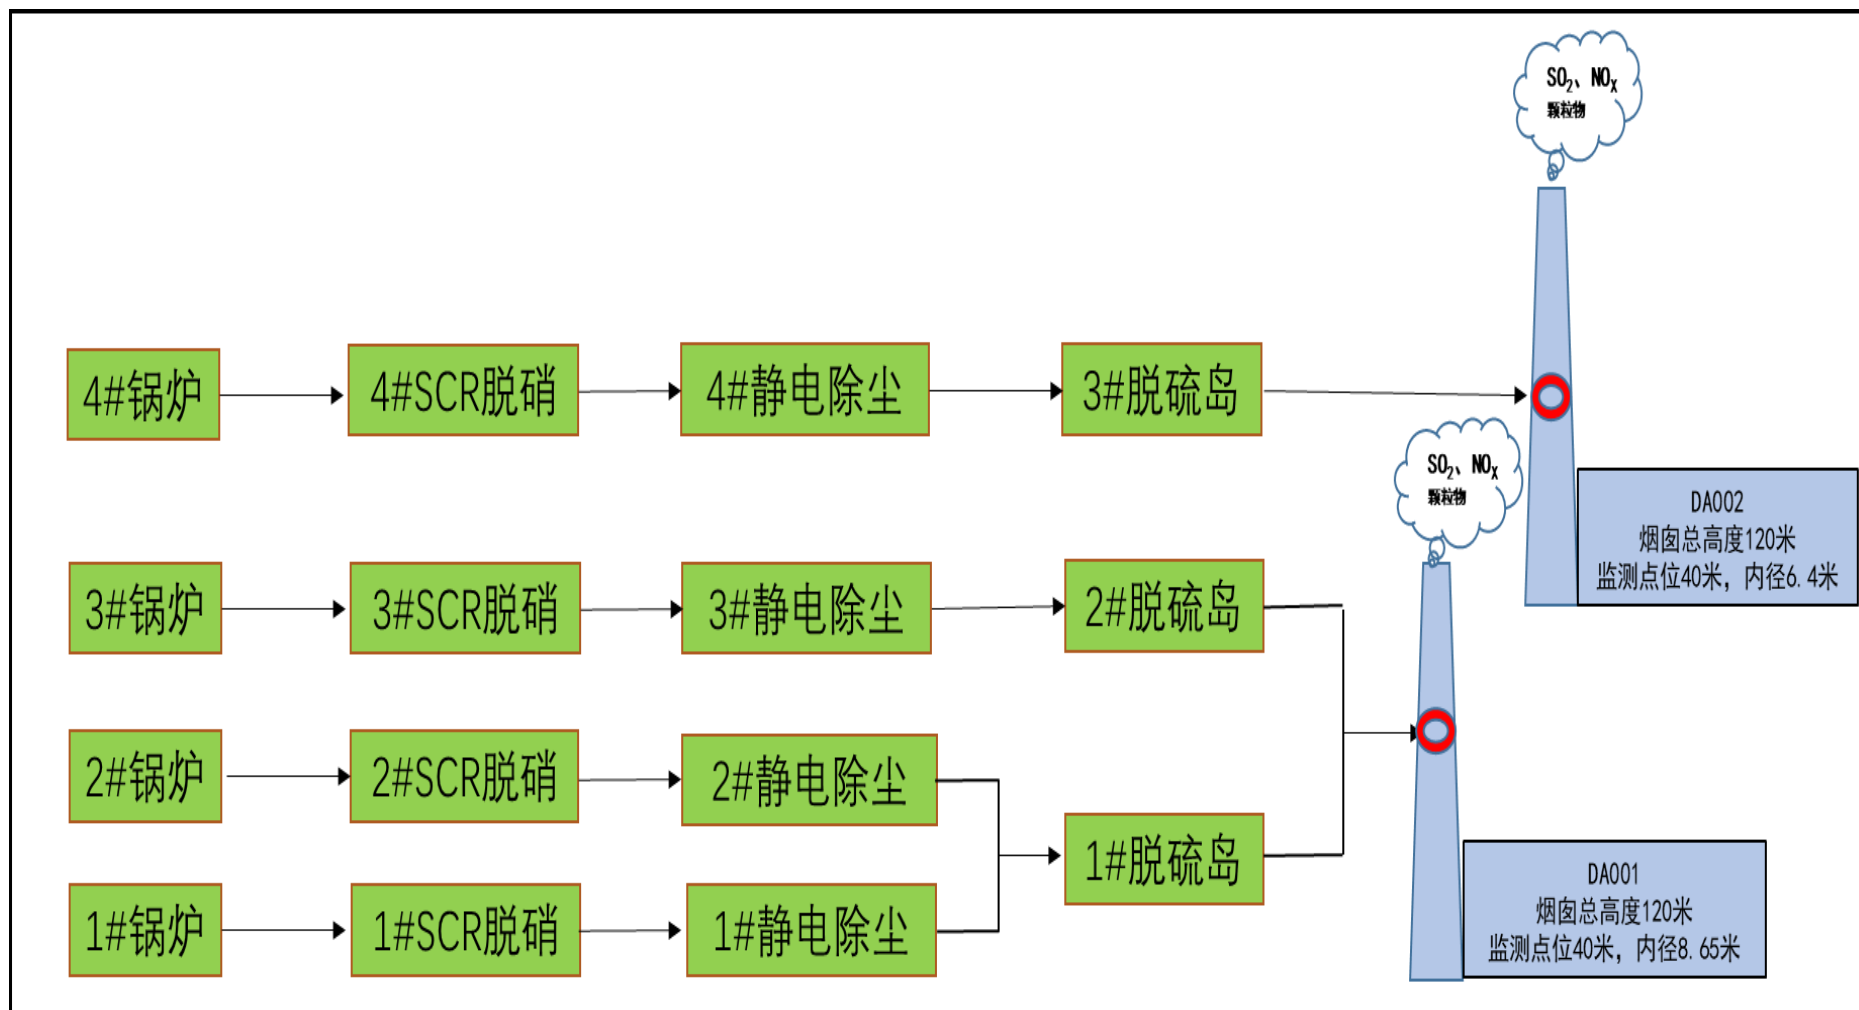 SO2、NOX
颗粒物
4#锅炉
4#SCR脱硝
4#静电除尘
3#脱硫岛
SO2、NOX
颗粒物
DA002
烟囱总高度120米
监测点位40米，内径6.4米
3#锅炉
3#SCR脱硝
3#静电除尘
2#脱硫岛
2#锅炉
2#SCR脱硝
2#静电除尘
1#脱硫岛
1#锅炉
1#SCR脱硝
1#静电除尘
DA001
烟囱总高度120米
监测点位40米，内径8.65米